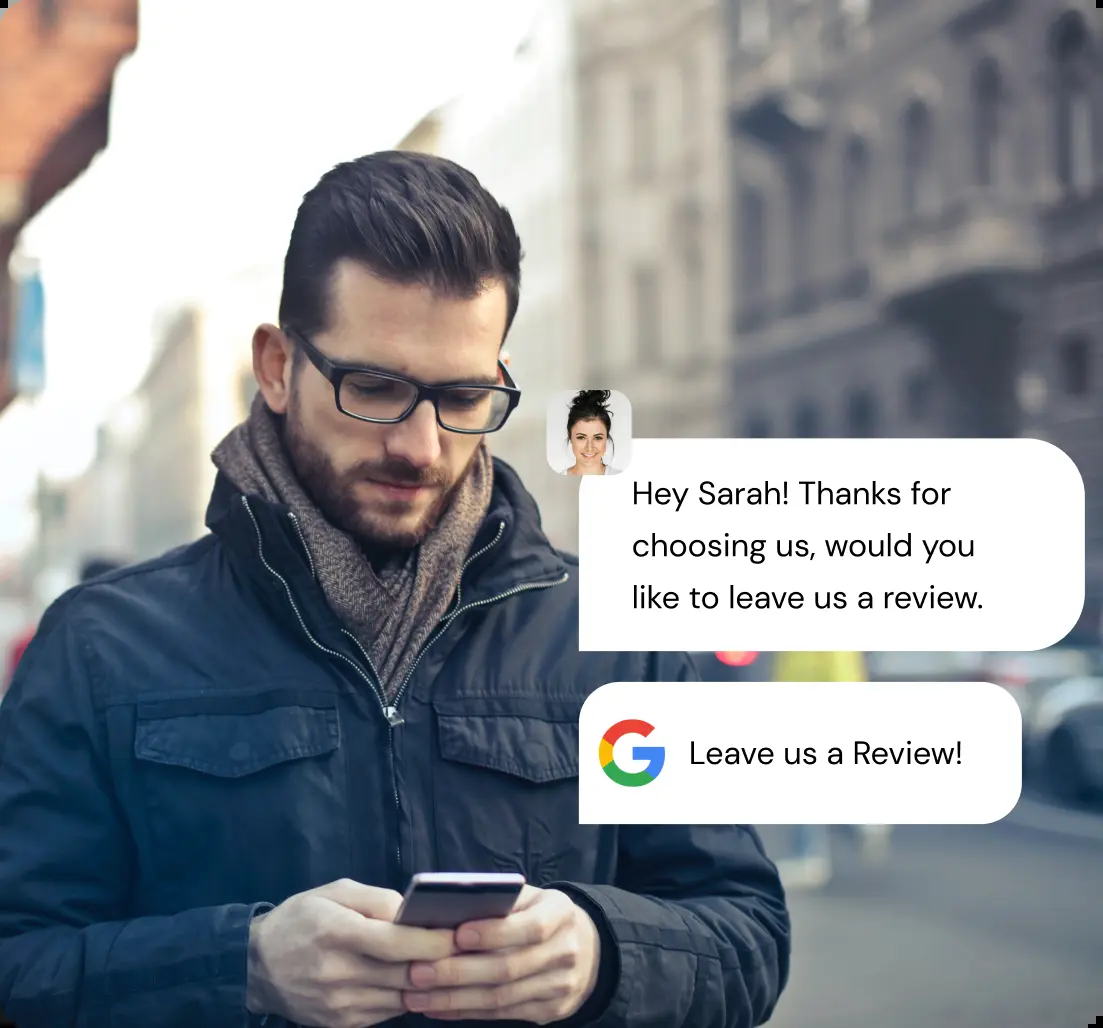 Hey Sarah! Thanks for
choosing us, would you
like to leave us a review.
Leave us a Review!